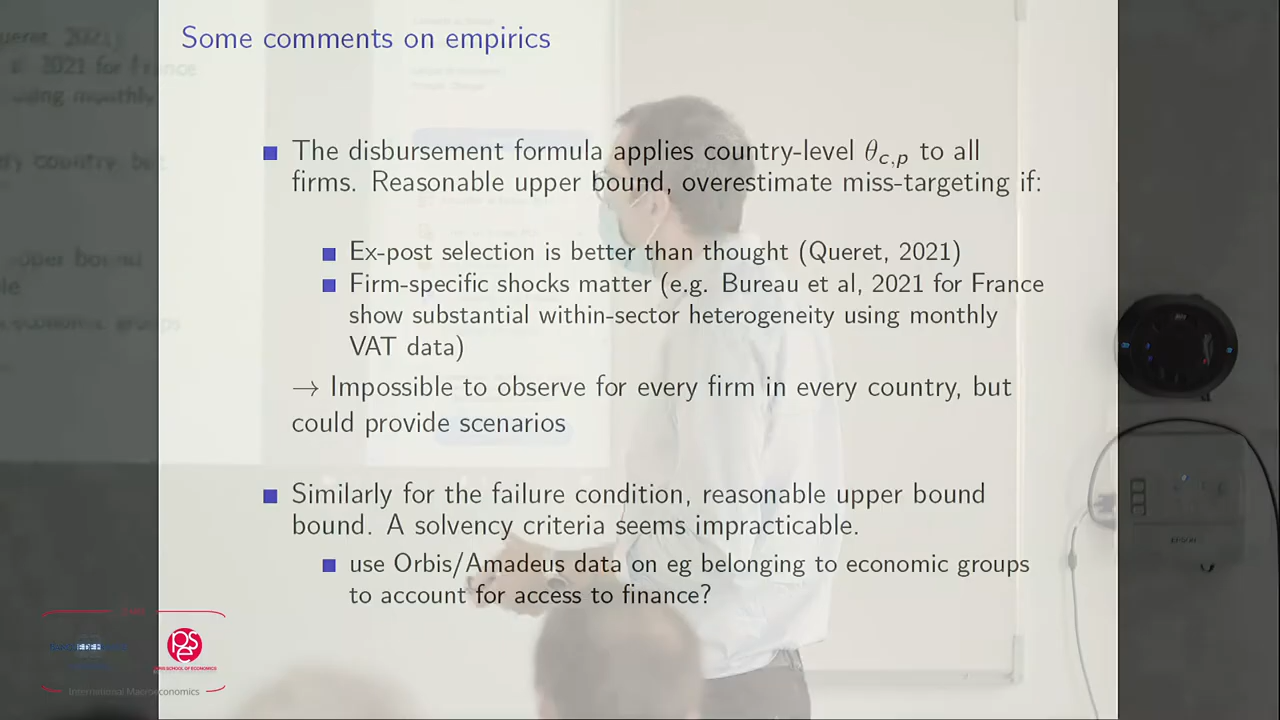 Some comments on empirics
■ The disbursement formula applies country-level θc,p to all
firms. Reasonable upper bound, overestimate miss-targeting if:
■ Ex-post selection is better than thought (Queret, 2021)
■ Firm-specific shocks matter (e.g. Bureau et al, 2021 for France
show substantial within-sector heterogeneity using monthly
VAT data)
→ Impossible to observe for every firm in every country, but
could provide scenarios
■ Similarly for the failure condition, reasonable upper bound
bound. A solvency criteria seems impracticable.
■ use Orbis/Amadeus data on eg belonging to economic groups
to account for access to finance?
PARIS SCHOOL OF ECONOMICS
International Macroeconomics